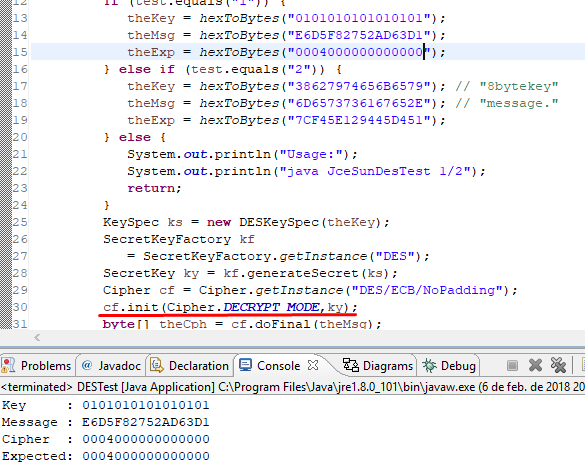 12 if (test.equals("1")) {
13 theKey = hexToBytes("0101010101010101");
14 theMsg = hexToBytes("E6D5F82752AD63D1");
15 theExp = hexToBytes("0004000000000000");
16 } else if (test.equals("2")) {
17 theKey = hexToBytes("38627974656B6579"); // "8bytekey"
18 theMsg = hexToBytes("6D6573736167652E"); // "message."
19 theExp = hexToBytes("7CF45E129445D451");
20 } else {
21 System.out.println("Usage:");
22 System.out.println("java JceSunDesTest 1/2");
23 return;
24 }
25 KeySpec ks = new DESKeySpec(theKey);
26 SecretKeyFactory kf
27 = SecretKeyFactory.getInstance("DES");
28 SecretKey ky = kf.generateSecret(ks);
29 Cipher cf = Cipher.getInstance("DES/ECB/NoPadding");
30 cf.init(Cipher.DECRYPT_MODE,ky);
31 byte[] theCph = cf.doFinal(theMsg);
Problems @ Javadoc Declaration Console Diagrams Debug
<terminated> DESTest [Java Application] C:\Program Files\Java\jre1.8.0_101\bin\javaw.exe (6 de feb. de 2018 20
Key : 0101010101010101
Message : E6D5F82752AD63D1
Cipher : 0004000000000000
Expected: 0004000000000000